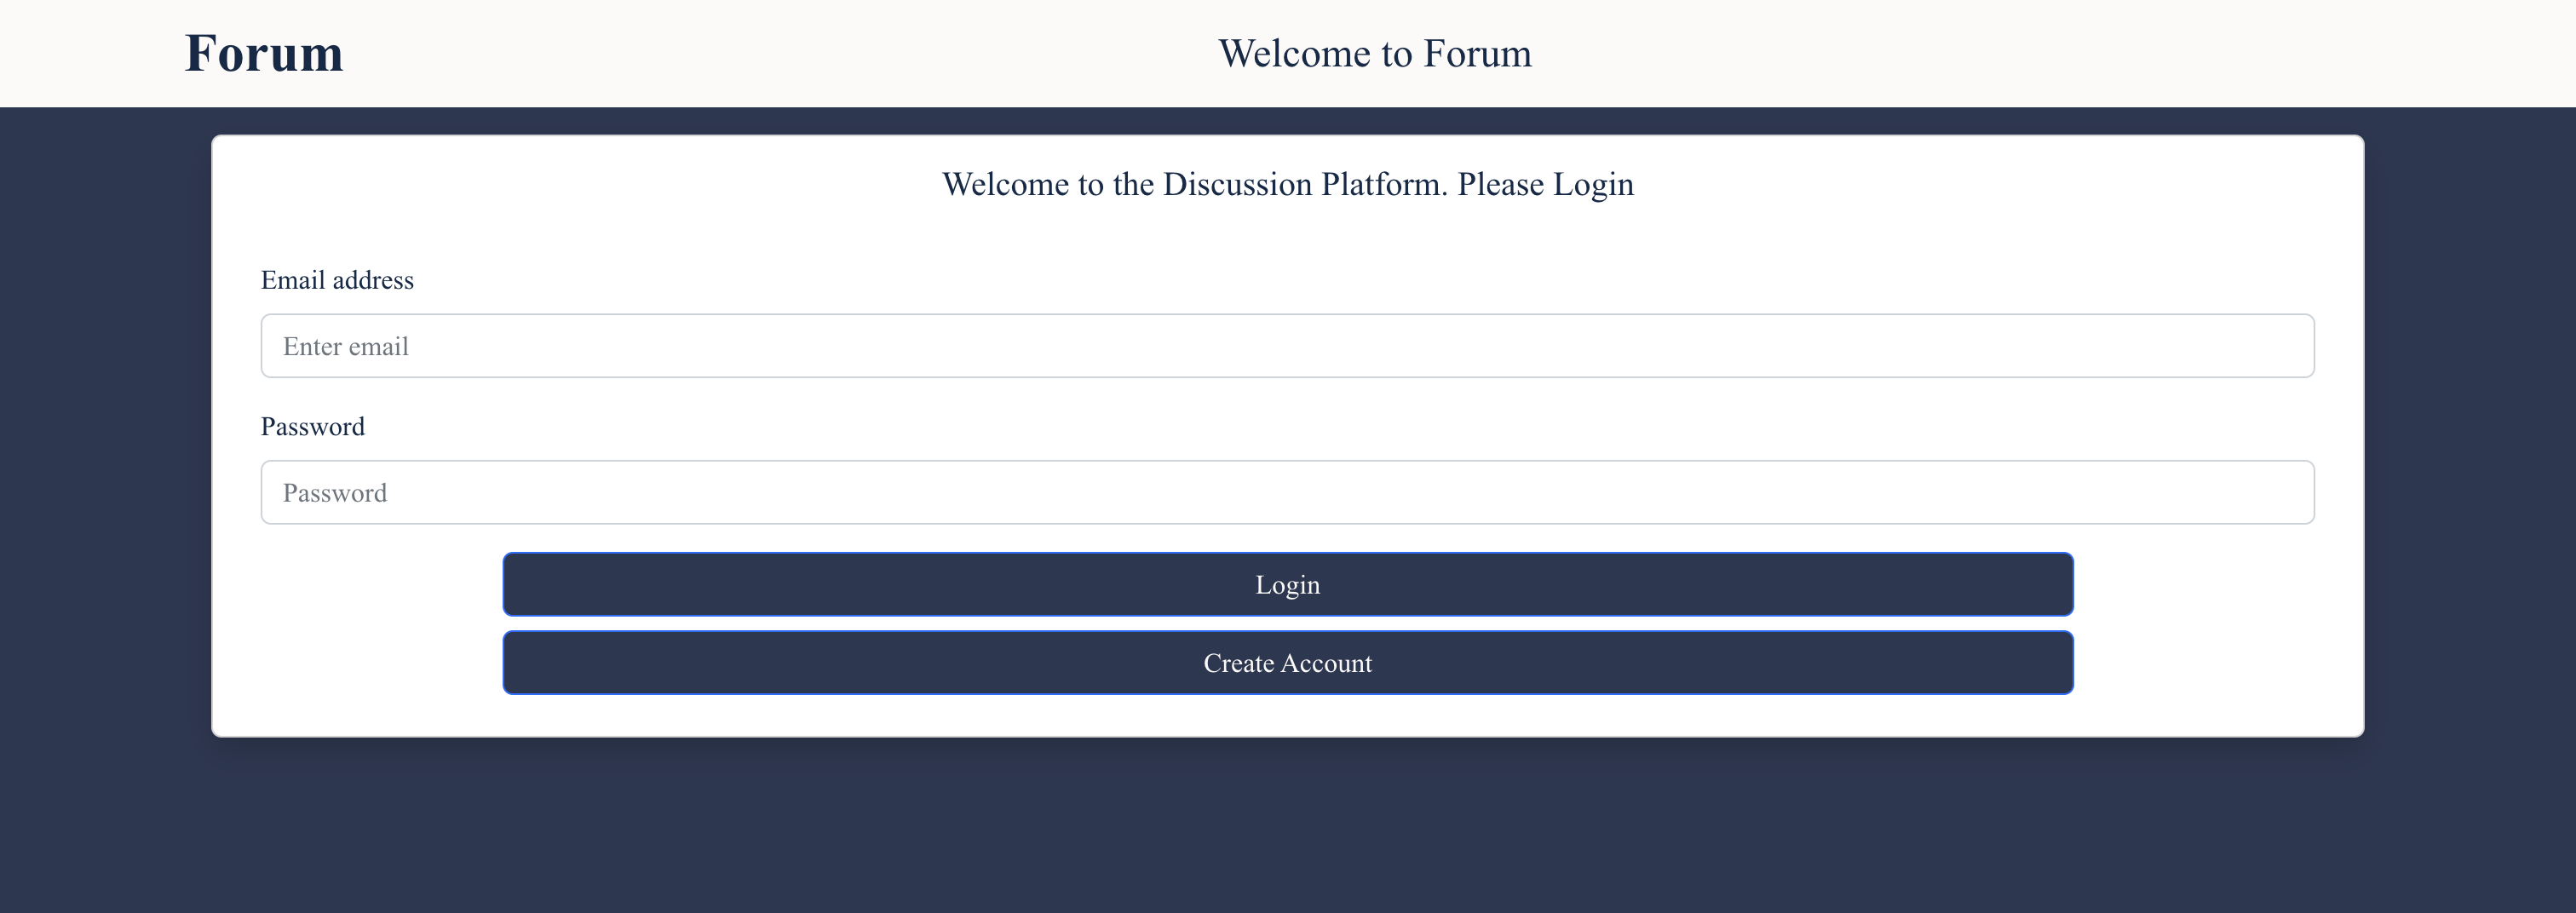 Forum
Welcome to Forum
Welcome to the Discussion Platform. Please Login
Email address
Enter email
Password
Password
Login
Create Account